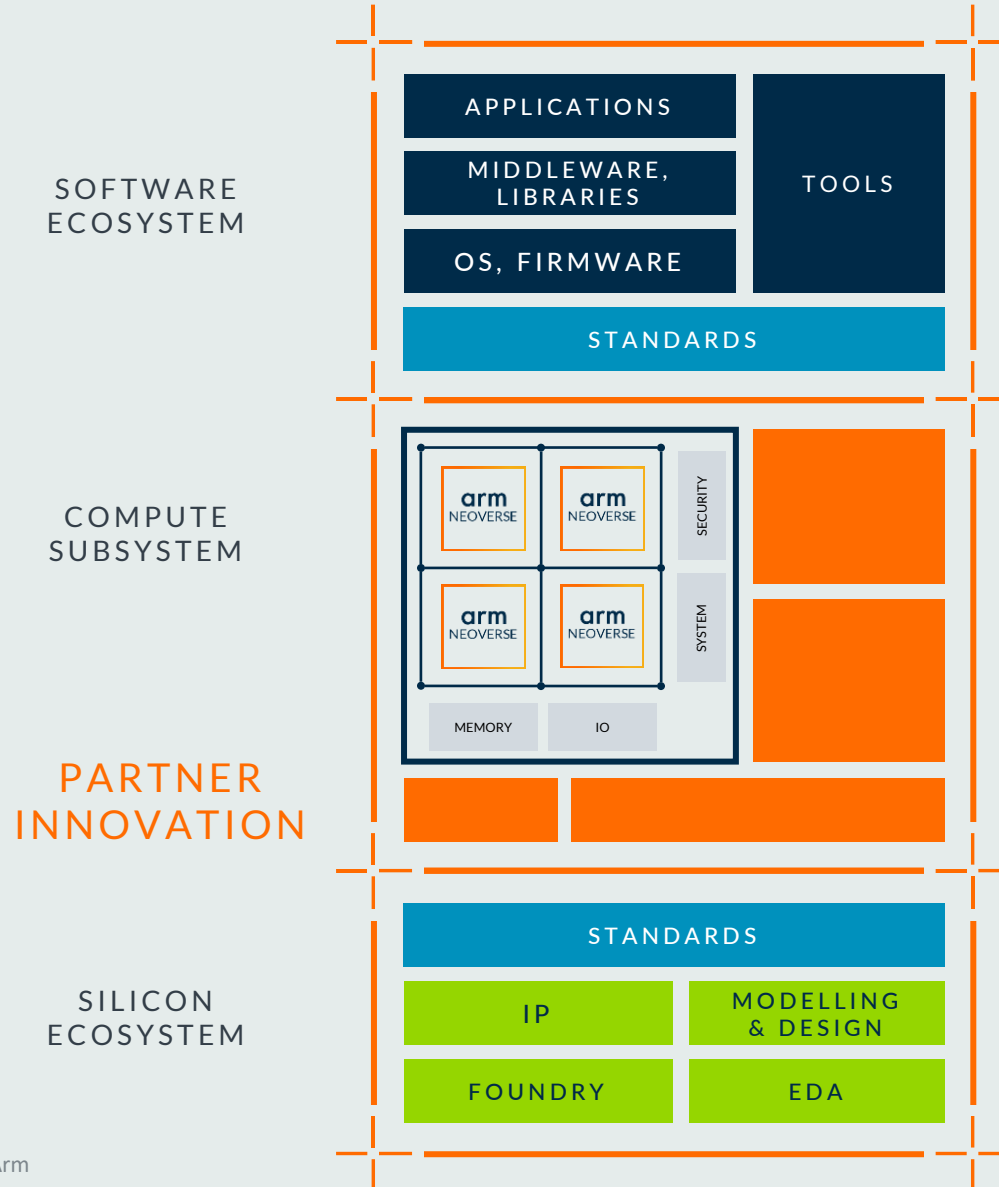 SOFTWARE
ECOSYSTEM
APPLICATIONS
MIDDLEWARE,
LIBRARIES
OS, FIRMWARE
TOOLS
STANDARDS
COMPUTE
SUBSYSTEM
arm
NEOVERSE
arm
NEOVERSE
arm
NEOVERSE
arm
NEOVERSE
SECURITY
SYSTEM
MEMORY
IO
PARTNER
INNOVATION
SILICON
ECOSYSTEM
STANDARDS
IP
MODELLING
& DESIGN
FOUNDRY
EDA